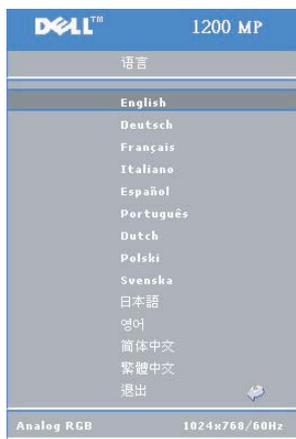 DELL™ 1200 MP
语言
English
Deutsch
Français
Italiano
Español
Português
Dutch
Polski
Svenska
日本語
영어
简体中文
繁體中文
退出
Analog RGB 1024x768/60Hz